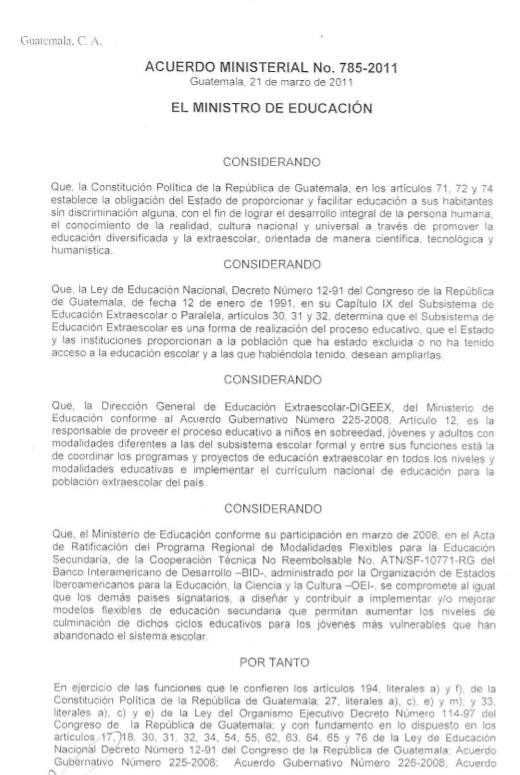 Guatemala, C. A.
ACUERDO MINISTERIAL No. 785-2011
Guatemala, 21 de marzo de 2011
EL MINISTRO DE EDUCACIÓN
CONSIDERANDO
Que, la Constitución Política de la República de Guatemala, en los artículos 71, 72 y 74
establece la obligación del Estado de proporcionar y facilitar educación a sus habitantes
sin discriminación alguna, con el fin de lograr el desarrollo integral de la persona humana,
el conocimiento de la realidad, cultura nacional y universal a través de promover la
educación diversificada y la extraescolar, orientada de manera científica, tecnológica y
humanística.
CONSIDERANDO
Que, la Ley de Educación Nacional, Decreto Número 12-91 del Congreso de la República
de Guatemala, de fecha 12 de enero de 1991, en su Capítulo IX del Subsistema de
Educación Extraescolar o Paralela, artículos 30, 31 y 32, determina que el Subsistema de
Educación Extraescolar es una forma de realización del proceso educativo, que el Estado
y las instituciones proporcionan a la población que ha estado excluida o no ha tenido
acceso a la educación escolar y a las que habiéndola tenido, desean ampliarlas.
CONSIDERANDO
Que, la Dirección General de Educación Extraescolar-DIGEEX, del Ministerio de
Educación conforme al Acuerdo Gubernativo Número 225-2008, Artículo 12, es la
responsable de proveer el proceso educativo a niños en sobreedad, jóvenes y adultos con
modalidades diferentes a las del subsistema escolar formal y entre sus funciones está la
de coordinar los programas y proyectos de educación extraescolar en todos los niveles y
modalidades educativas e implementar el currículum nacional de educación para la
población extraescolar del país.
CONSIDERANDO
Que, el Ministerio de Educación conforme su participación en marzo de 2008, en el Acta
de Ratificación del Programa Regional de Modalidades Flexibles para la Educación
Secundaria, de la Cooperación Técnica No Reembolsable No. ATN/SF-10771-RG del
Banco Interamericano de Desarrollo –BID-, administrado por la Organización de Estados
Iberoamericanos para la Educación, la Ciencia y la Cultura –OEI-, se compromete al igual
que los demás países signatarios, a diseñar y contribuir a implementar y/o mejorar
modelos flexibles de educación secundaria que permitan aumentar los niveles de
culminación de dichos ciclos educativos para los jóvenes más vulnerables que han
abandonado el sistema escolar.
POR TANTO
En ejercicio de las funciones que le confieren los artículos 194, literales a) y f), de la
Constitución Política de la República de Guatemala; 27, literales a), c), e) y m); y 33,
literales a), c) y e) de la Ley del Organismo Ejecutivo Decreto Número 114-97 del
Congreso de la República de Guatemala; y con fundamento en lo dispuesto en los
artículos 17, 18, 30, 31, 32, 34, 54, 55, 62, 63, 64, 65 y 76 de la Ley de Educación
Nacional Decreto Número 12-91 del Congreso de la República de Guatemala; Acuerdo
Gubernativo Número 225-2008; Acuerdo Gubernativo Número 226-2008; Acuerdo